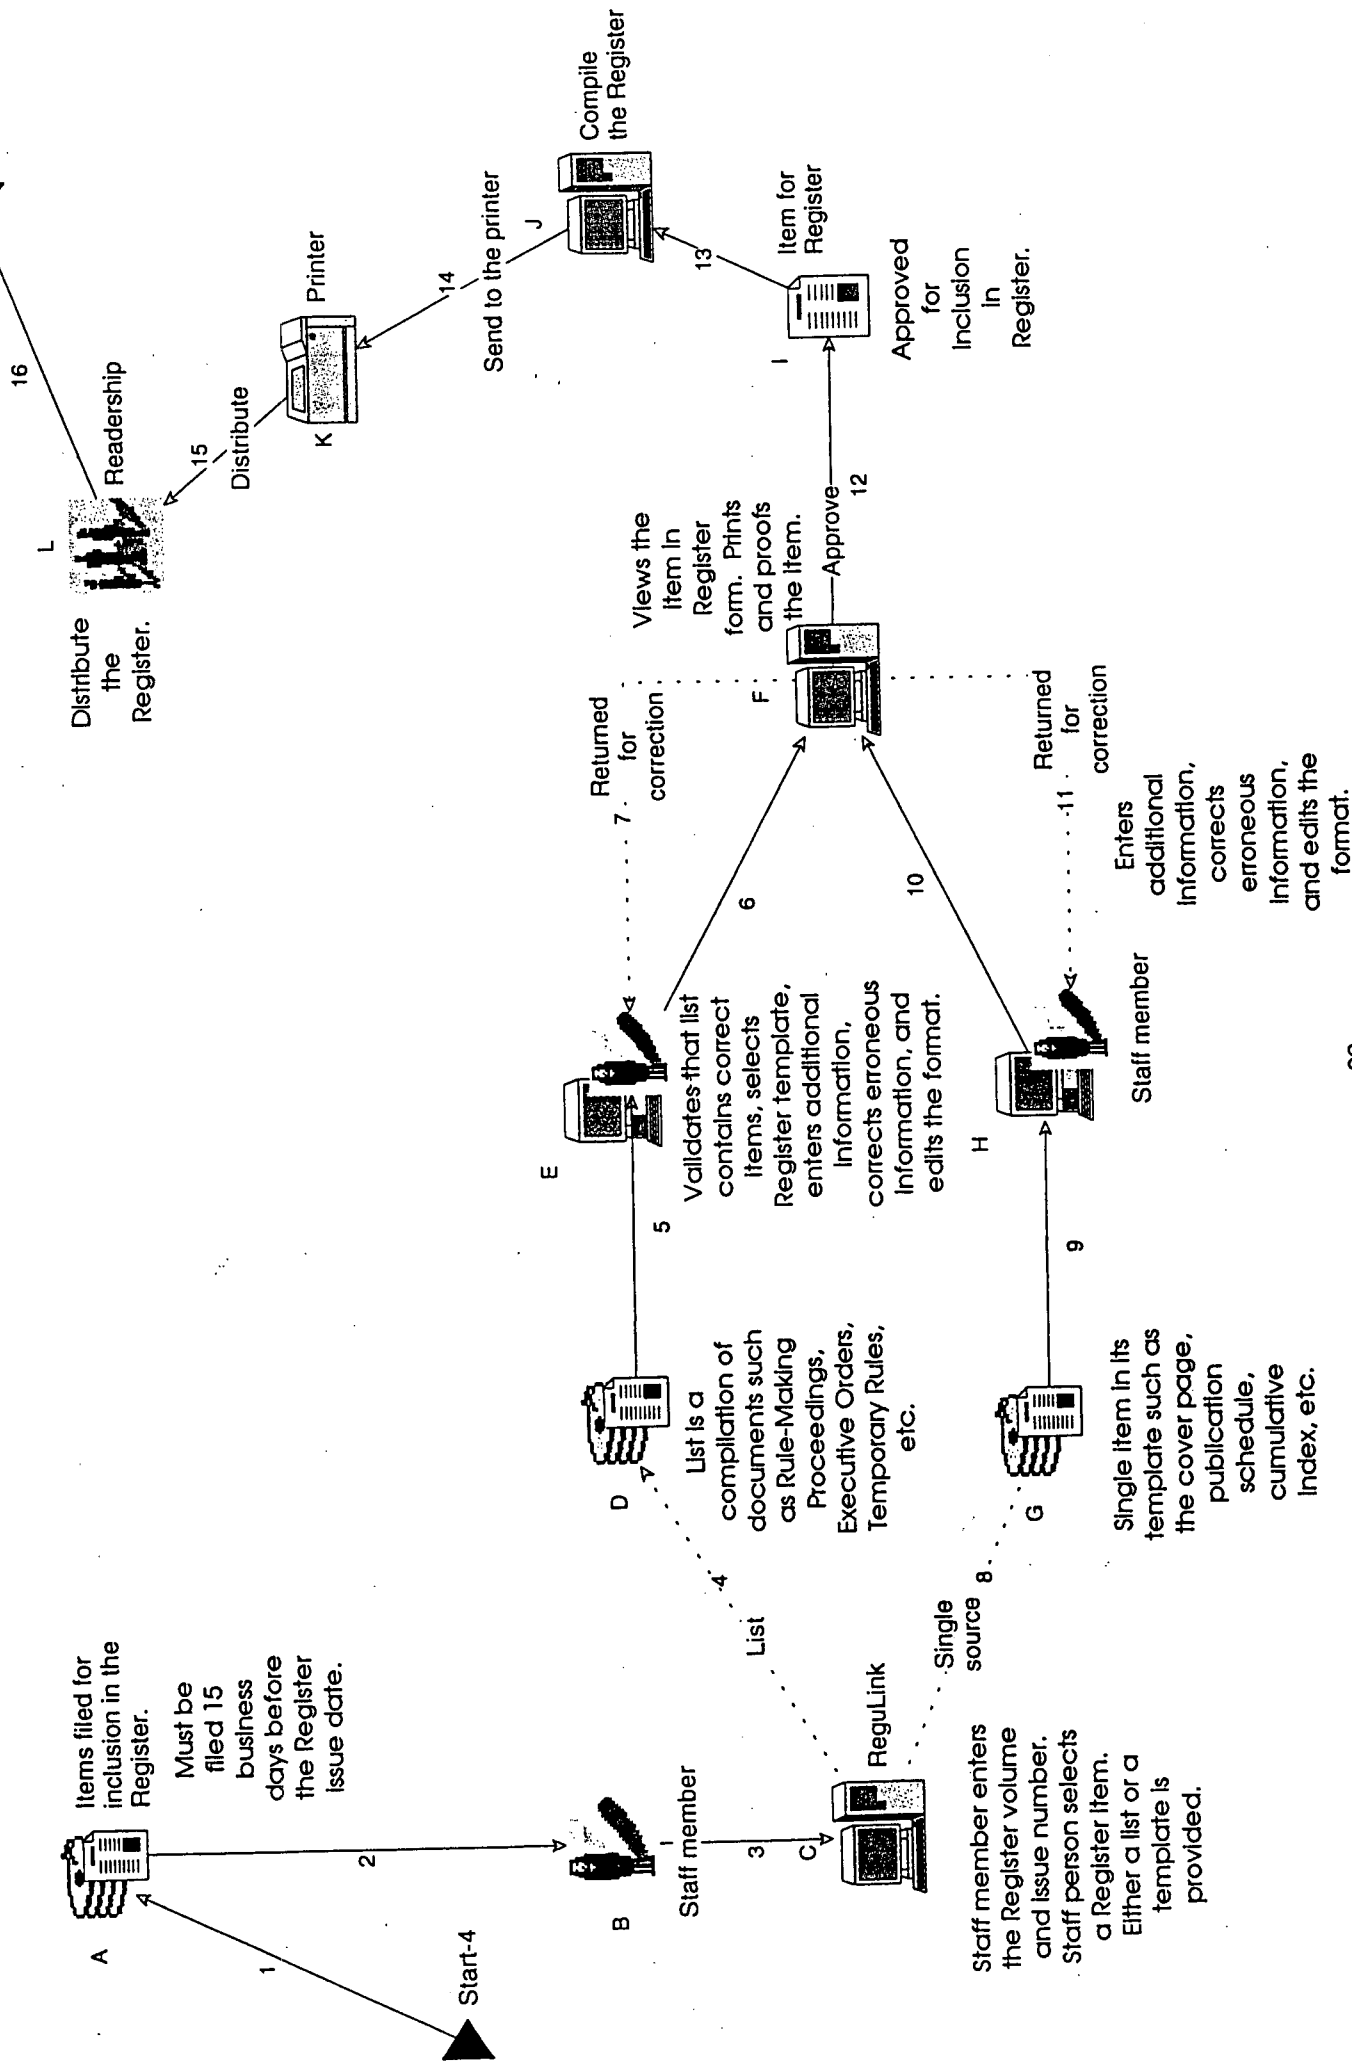 Start-4
1
A
Items filed for
inclusion in the
Register.
Must be
filed 15
business
days before
the Register
issue date.
2
B
Staff member
3
C
ReguLink
Staff member enters
the Register volume
and issue number.
Staff person selects
a Register item.
Either a list or a
template is
provided.
List
4
D
List is a
compilation of
documents such
as Rule-Making
Proceedings,
Executive Orders,
Temporary Rules,
etc.
5
E
Validates that list
contains correct
items, selects
Register template,
enters additional
information,
corrects erroneous
information, and
edits the format.
6
7
Returned
for
correction
Single
source
8
G
Single item in its
template such as
the cover page,
publication
schedule,
cumulative
index, etc.
9
H
Staff member
10
11
Returned
for
correction
Enters
additional
information,
corrects
erroneous
information,
and edits the
format.
F
Views the
item in
Register
form. Prints
and proofs
the item.
Approve
12
I
Item for
Register
Approved
for
inclusion
in
Register.
13
J
Compile
the Register
14
Send to the printer
K
Printer
15
Distribute
L
Readership
Distribute
the
Register.
16